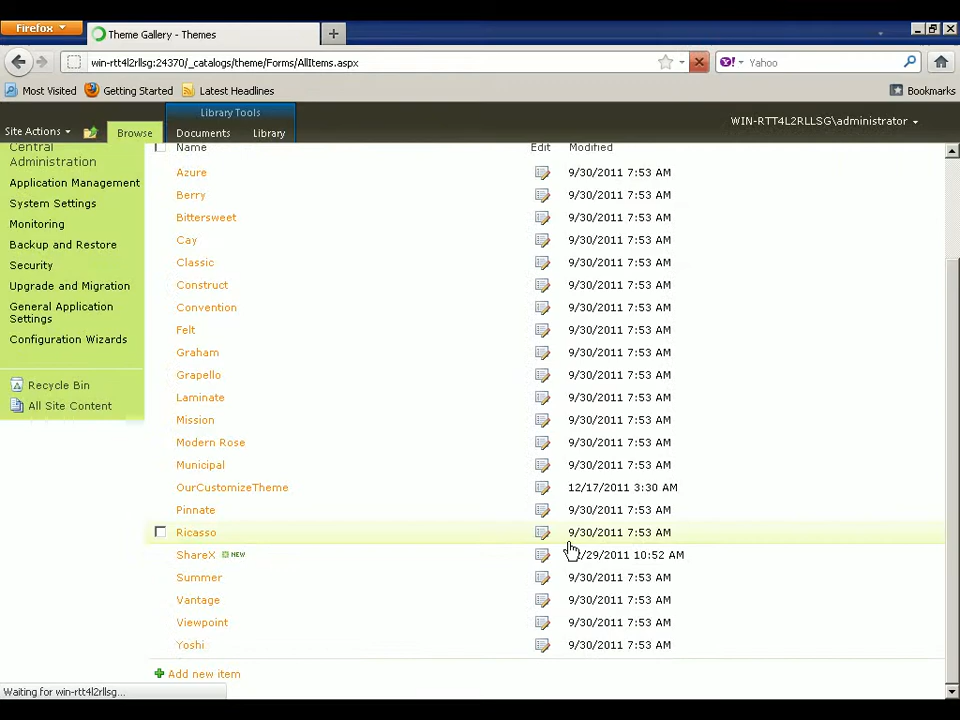 Firefox
Theme Gallery - Themes
win-rtt4l2rllsg:24370/_catalogs/theme/Forms/AllItems.aspx
Yahoo
Most Visited
Getting Started
Latest Headlines
Bookmarks
Library Tools
Site Actions
Browse
Documents
Library
WIN-RTT4L2RLLSG\administrator
Central
Administration
Application Management
System Settings
Monitoring
Backup and Restore
Security
Upgrade and Migration
General Application
Settings
Configuration Wizards
Recycle Bin
All Site Content
Name Edit Modified
Azure 9/30/2011 7:53 AM
Berry 9/30/2011 7:53 AM
Bittersweet 9/30/2011 7:53 AM
Cay 9/30/2011 7:53 AM
Classic 9/30/2011 7:53 AM
Construct 9/30/2011 7:53 AM
Convention 9/30/2011 7:53 AM
Felt 9/30/2011 7:53 AM
Graham 9/30/2011 7:53 AM
Grapello 9/30/2011 7:53 AM
Laminate 9/30/2011 7:53 AM
Mission 9/30/2011 7:53 AM
Modern Rose 9/30/2011 7:53 AM
Municipal 9/30/2011 7:53 AM
OurCustomizeTheme 12/17/2011 3:30 AM
Pinnate 9/30/2011 7:53 AM
Ricasso 9/30/2011 7:53 AM
ShareX NEW 10:52 AM
Summer 9/30/2011 7:53 AM
Vantage 9/30/2011 7:53 AM
Viewpoint 9/30/2011 7:53 AM
Yoshi 9/30/2011 7:53 AM
Add new item
Waiting for win-rtt4l2rllsg...